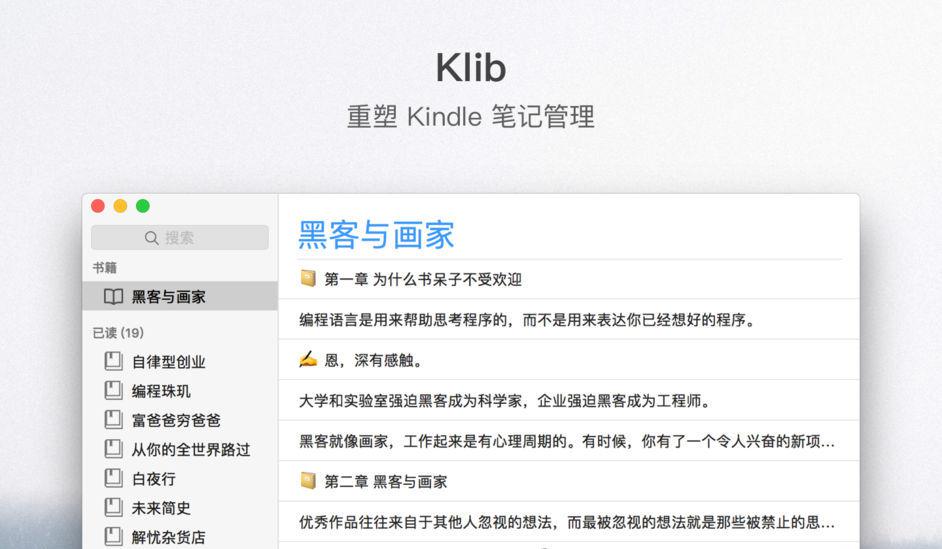 Klib
重塑 Kindle 笔记管理
搜索
书籍
黑客与画家
已读 (19)
自律型创业
编程珠玑
富爸爸穷爸爸
从你的全世界路过
白夜行
未来简史
解忧杂货店
黑客与画家
第一章 为什么书呆子不受欢迎
编程语言是用来帮助思考程序的，而不是用来表达你已经想好的程序。
恩，深有感触。
大学和实验室强迫黑客成为科学家，企业强迫黑客成为工程师。
黑客就像画家，工作起来是有心理周期的。有时候，你有了一个令人兴奋的新项...
第二章 黑客与画家
优秀作品往往来自于其他人忽视的想法，而最被忽视的想法就是那些被禁止的思...